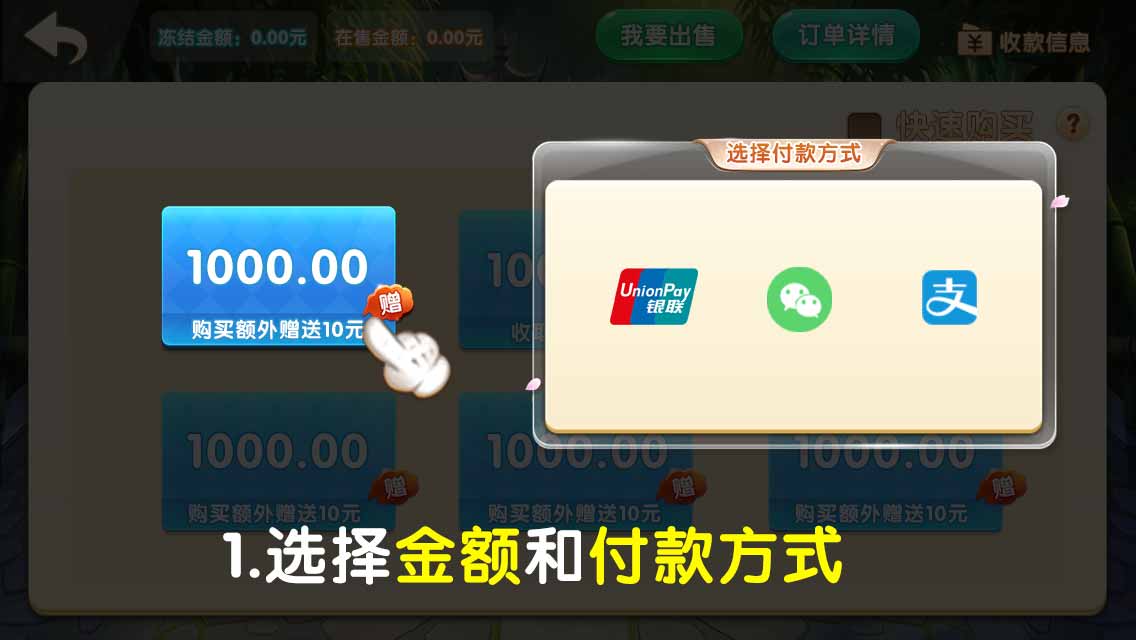 冻结金额：0.00元 在售金额：0.00元 我要出售 订单详情 ¥ 收款信息
快速购买 ?
选择付款方式
1000.00
赠
购买额外赠送10元
UnionPay
银联
支
1000.00 1000.00 1000.00
赠 赠 赠
购买额外赠送10元 购买额外赠送10元 购买额外赠送10元
1.选择金额和付款方式